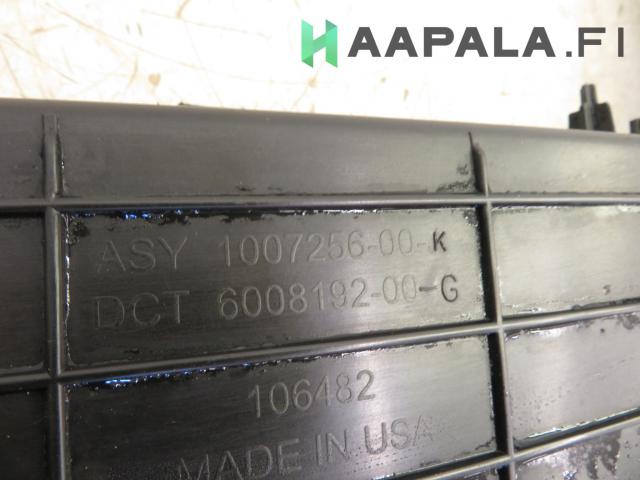 HAAPALA.FI
ASY 1007256-00-K
DCT 6008192-00-G
106482
MADE IN USA